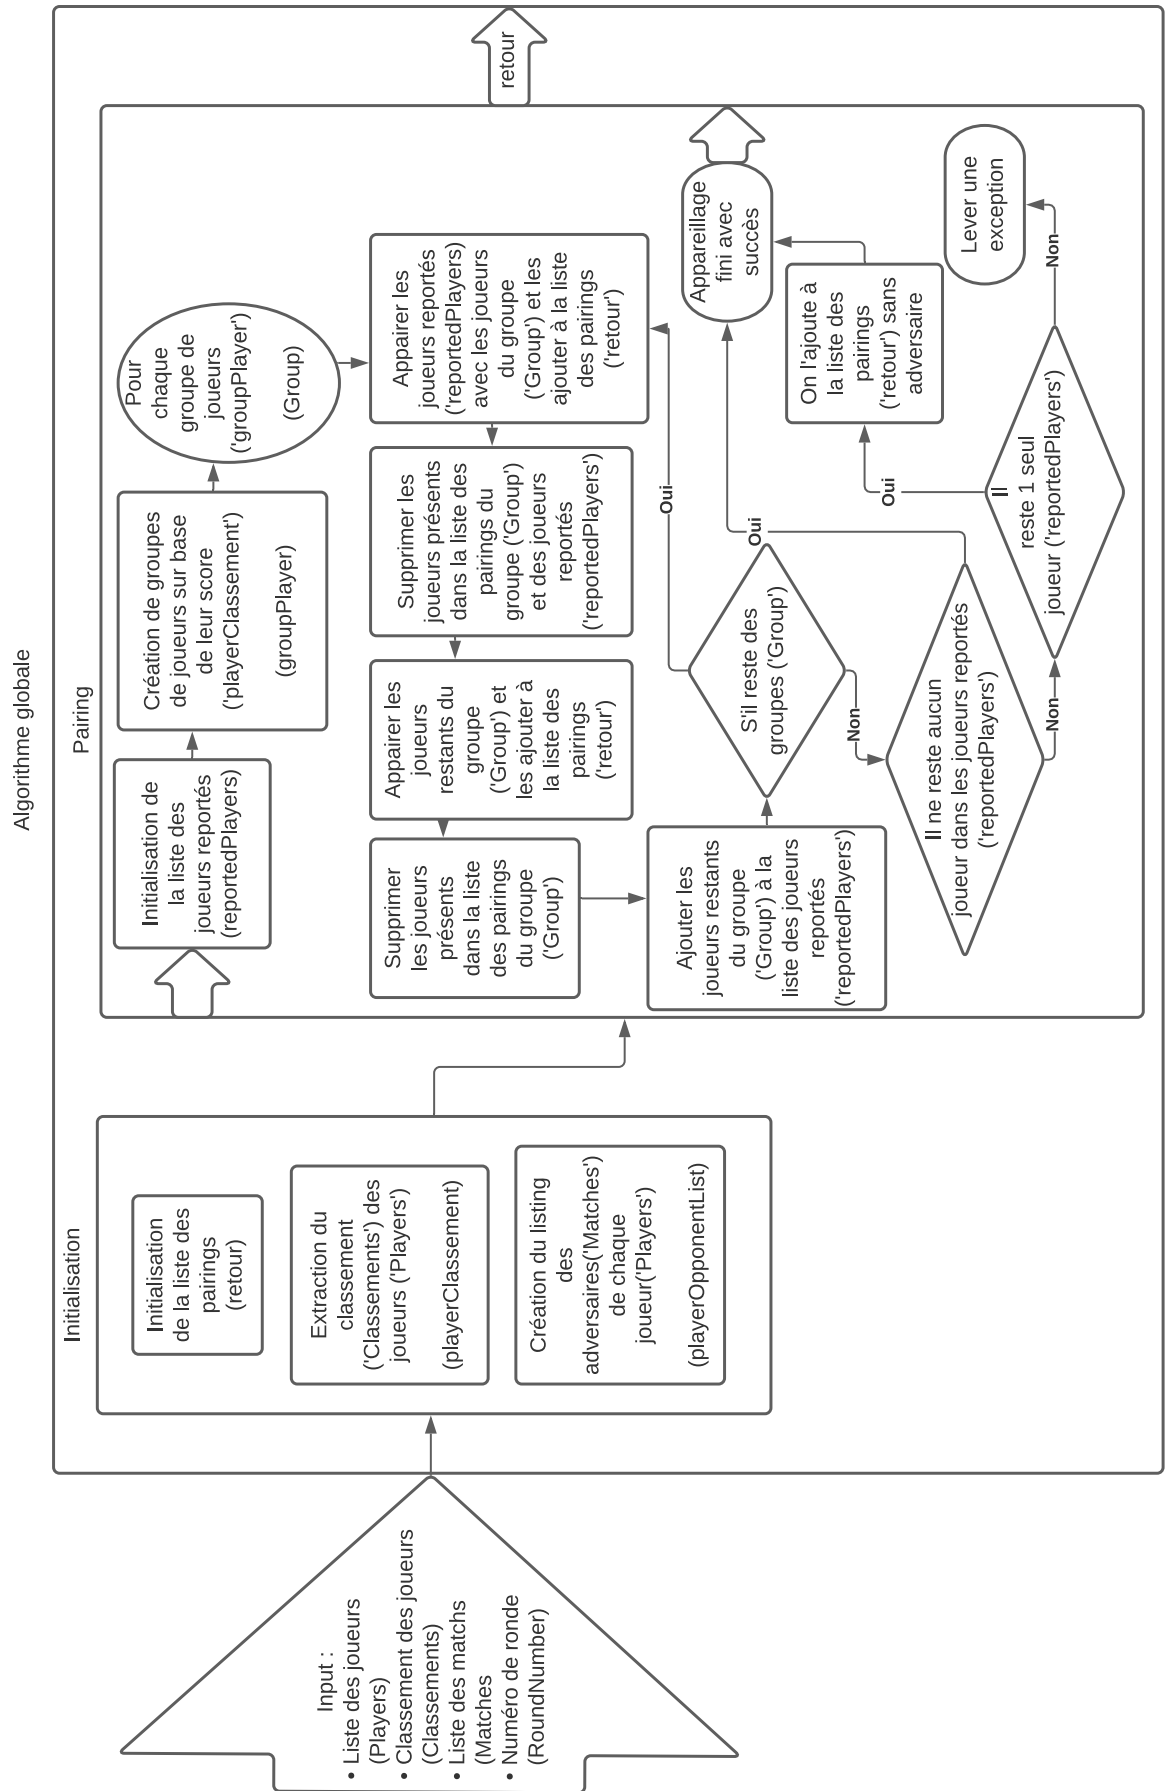 Algorithme globale
Input :
• Liste des joueurs
(Players)
• Classement des joueurs
(Classements)
• Liste des matchs
(Matches
• Numéro de ronde
(RoundNumber)
Initialisation
Initialisation
de la liste des
pairings
(retour)
Extraction du
classement
('Classements') des
joueurs ('Players')
(playerClassement)
Création du listing
des
adversaires('Matches')
de chaque
joueur('Players')
(playerOpponentList)
Pairing
Initialisation de
la liste des
joueurs reportés
(reportedPlayers)
Création de groupes
de joueurs sur base
de leur score
('playerClassement')
(groupPlayer)
Pour
chaque
groupe de
joueurs
('groupPlayer')
(Group)
Appairer les
joueurs reportés
('reportedPlayers')
avec les joueurs
du groupe
('Group') et les
ajouter à la liste
des pairings
('retour')
Supprimer les
joueurs présents
dans la liste des
pairings du
groupe ('Group')
et des joueurs
reportés
('reportedPlayers')
Appairer les
joueurs
restants du
groupe
('Group') et
les ajouter à
la liste des
pairings
('retour')
Supprimer
les joueurs
présents
dans la liste
des pairings
du groupe
('Group')
Ajouter les
joueurs restants
du groupe
('Group') à la
liste des joueurs
reportés
('reportedPlayers')
S'il reste des
groupes ('Group')
Oui
Non
Il ne reste aucun
joueur dans les joueurs reportés
('reportedPlayers')
Oui
Non
Il
reste 1 seul
joueur ('reportedPlayers')
Oui
Non
On l'ajoute à
la liste des
pairings
('retour') sans
adversaire
Appareillage
fini avec
succès
Lever une
exception
retour